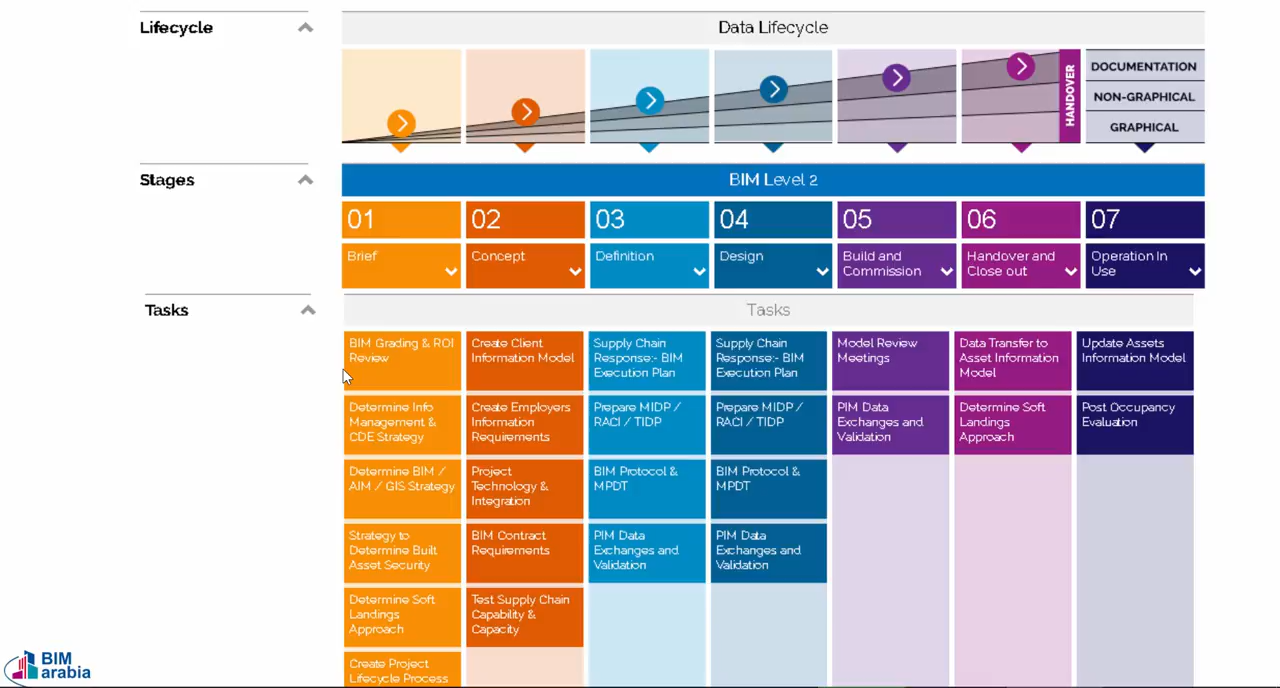 Lifecycle
Data Lifecycle
HANDOVER
DOCUMENTATION
NON-GRAPHICAL
GRAPHICAL
Stages
BIM Level 2
01
02
03
04
05
06
07
Brief
Concept
Definition
Design
Build and
Commission
Handover and
Close out
Operation In
Use
Tasks
Tasks
BIM Grading & ROI
Review
Create Client
Information Model
Supply Chain
Response:- BIM
Execution Plan
Supply Chain
Response:- BIM
Execution Plan
Model Review
Meetings
Data Transfer to
Asset Information
Model
Update Assets
Information Model
Determine Info
Management &
CDE Strategy
Create Employers
Information
Requirements
Prepare MIDP /
RACI / TIDP
Prepare MIDP /
RACI / TIDP
PIM Data
Exchanges and
Validation
Determine Soft
Landings
Approach
Post Occupancy
Evaluation
Determine BIM /
AIM / GIS Strategy
Project
Technology &
Integration
BIM Protocol &
MPDT
BIM Protocol &
MPDT
Strategy to
Determine Built
Asset Security
BIM Contract
Requirements
PIM Data
Exchanges and
Validation
PIM Data
Exchanges and
Validation
Determine Soft
Landings
Approach
Test Supply Chain
Capability &
Capacity
Create Project
Lifecycle Process
BIM
arabia